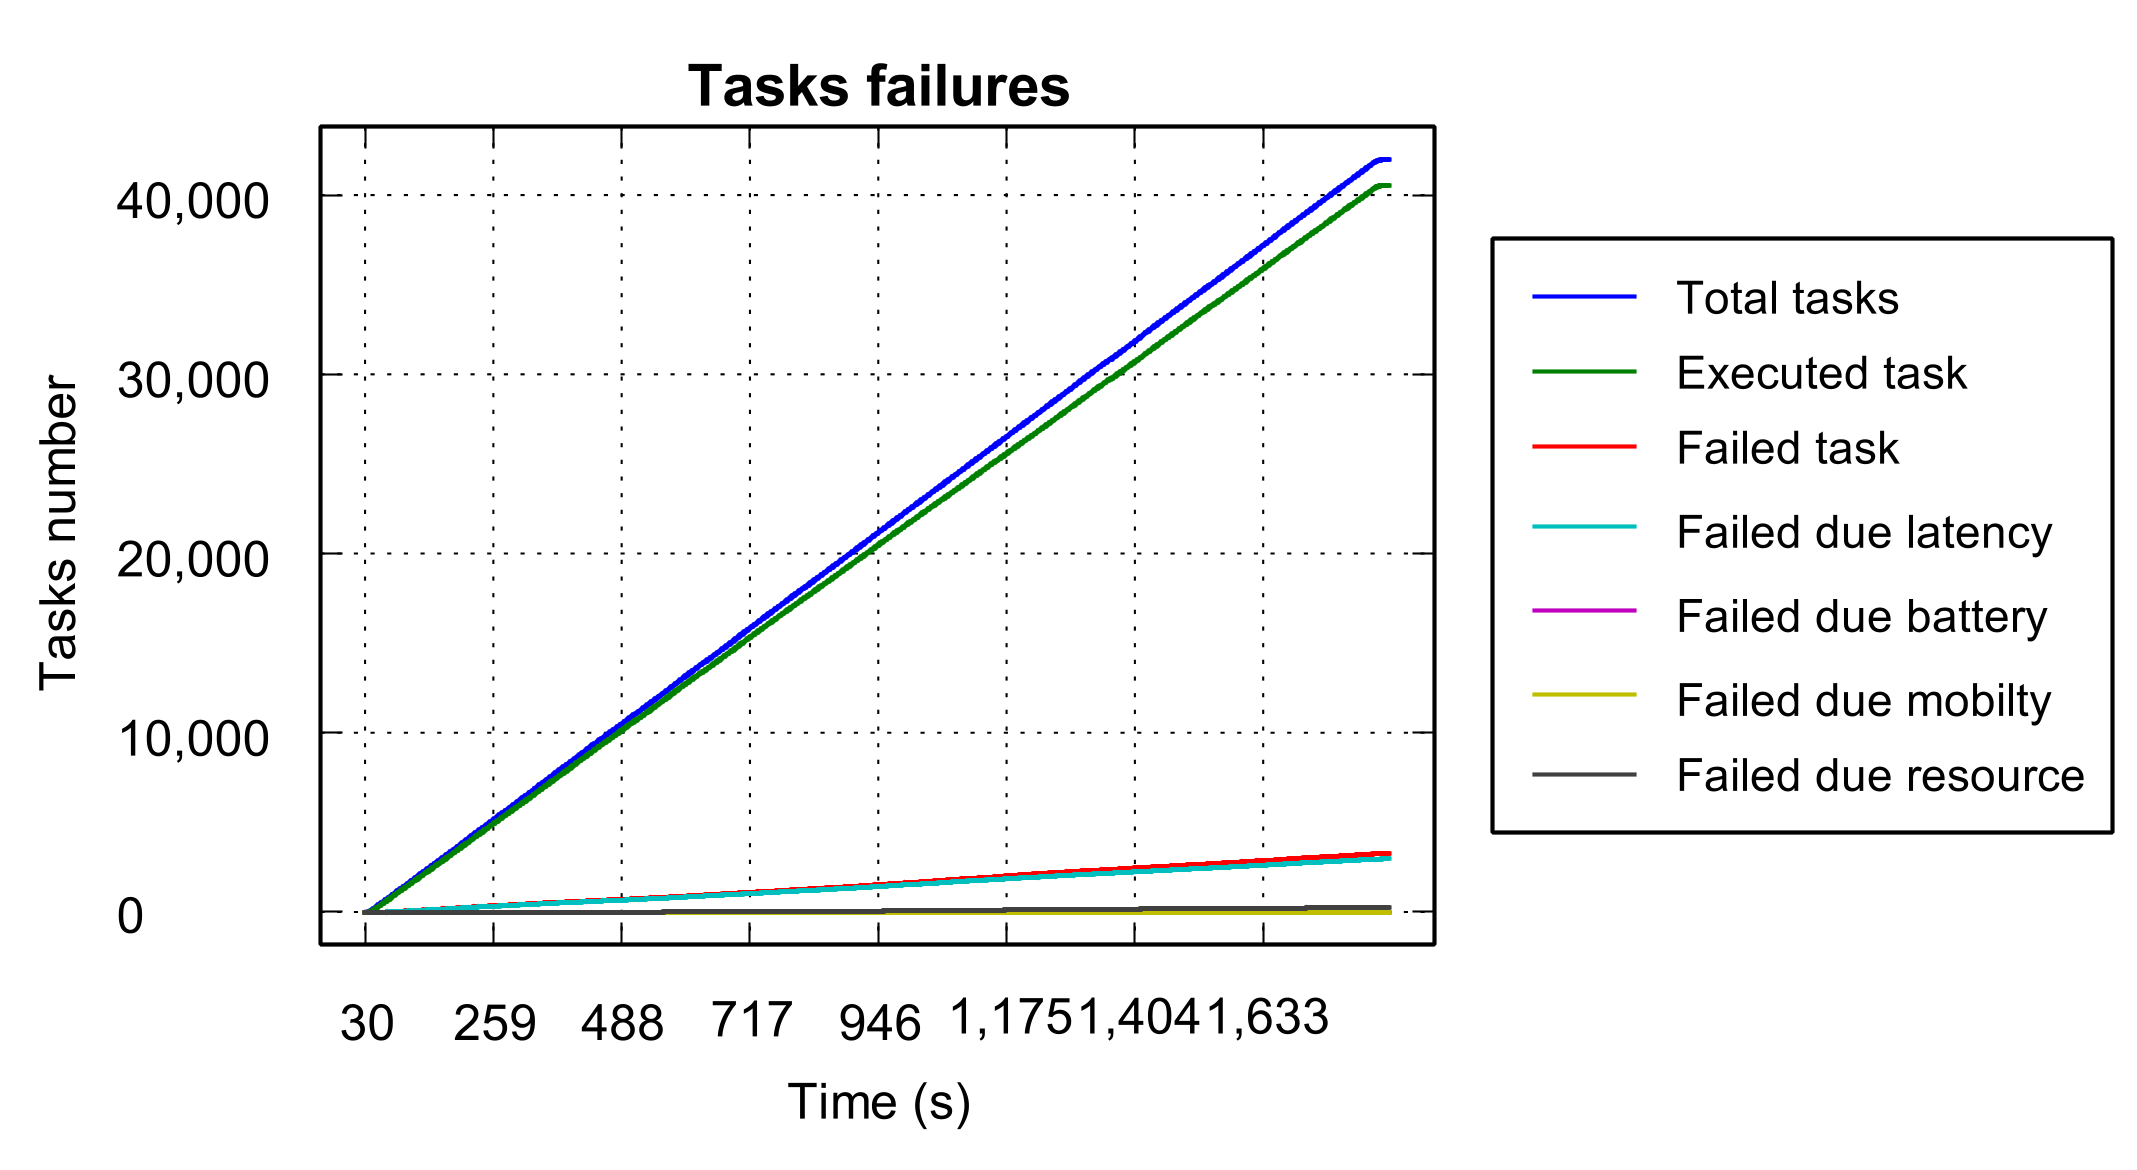 Tasks failures
40,000
30,000
20,000
10,000
0
Tasks number
30 259 488 717 946 1,175 1,404 1,633
Time (s)
Total tasks
Executed task
Failed task
Failed due latency
Failed due battery
Failed due mobilty
Failed due resource